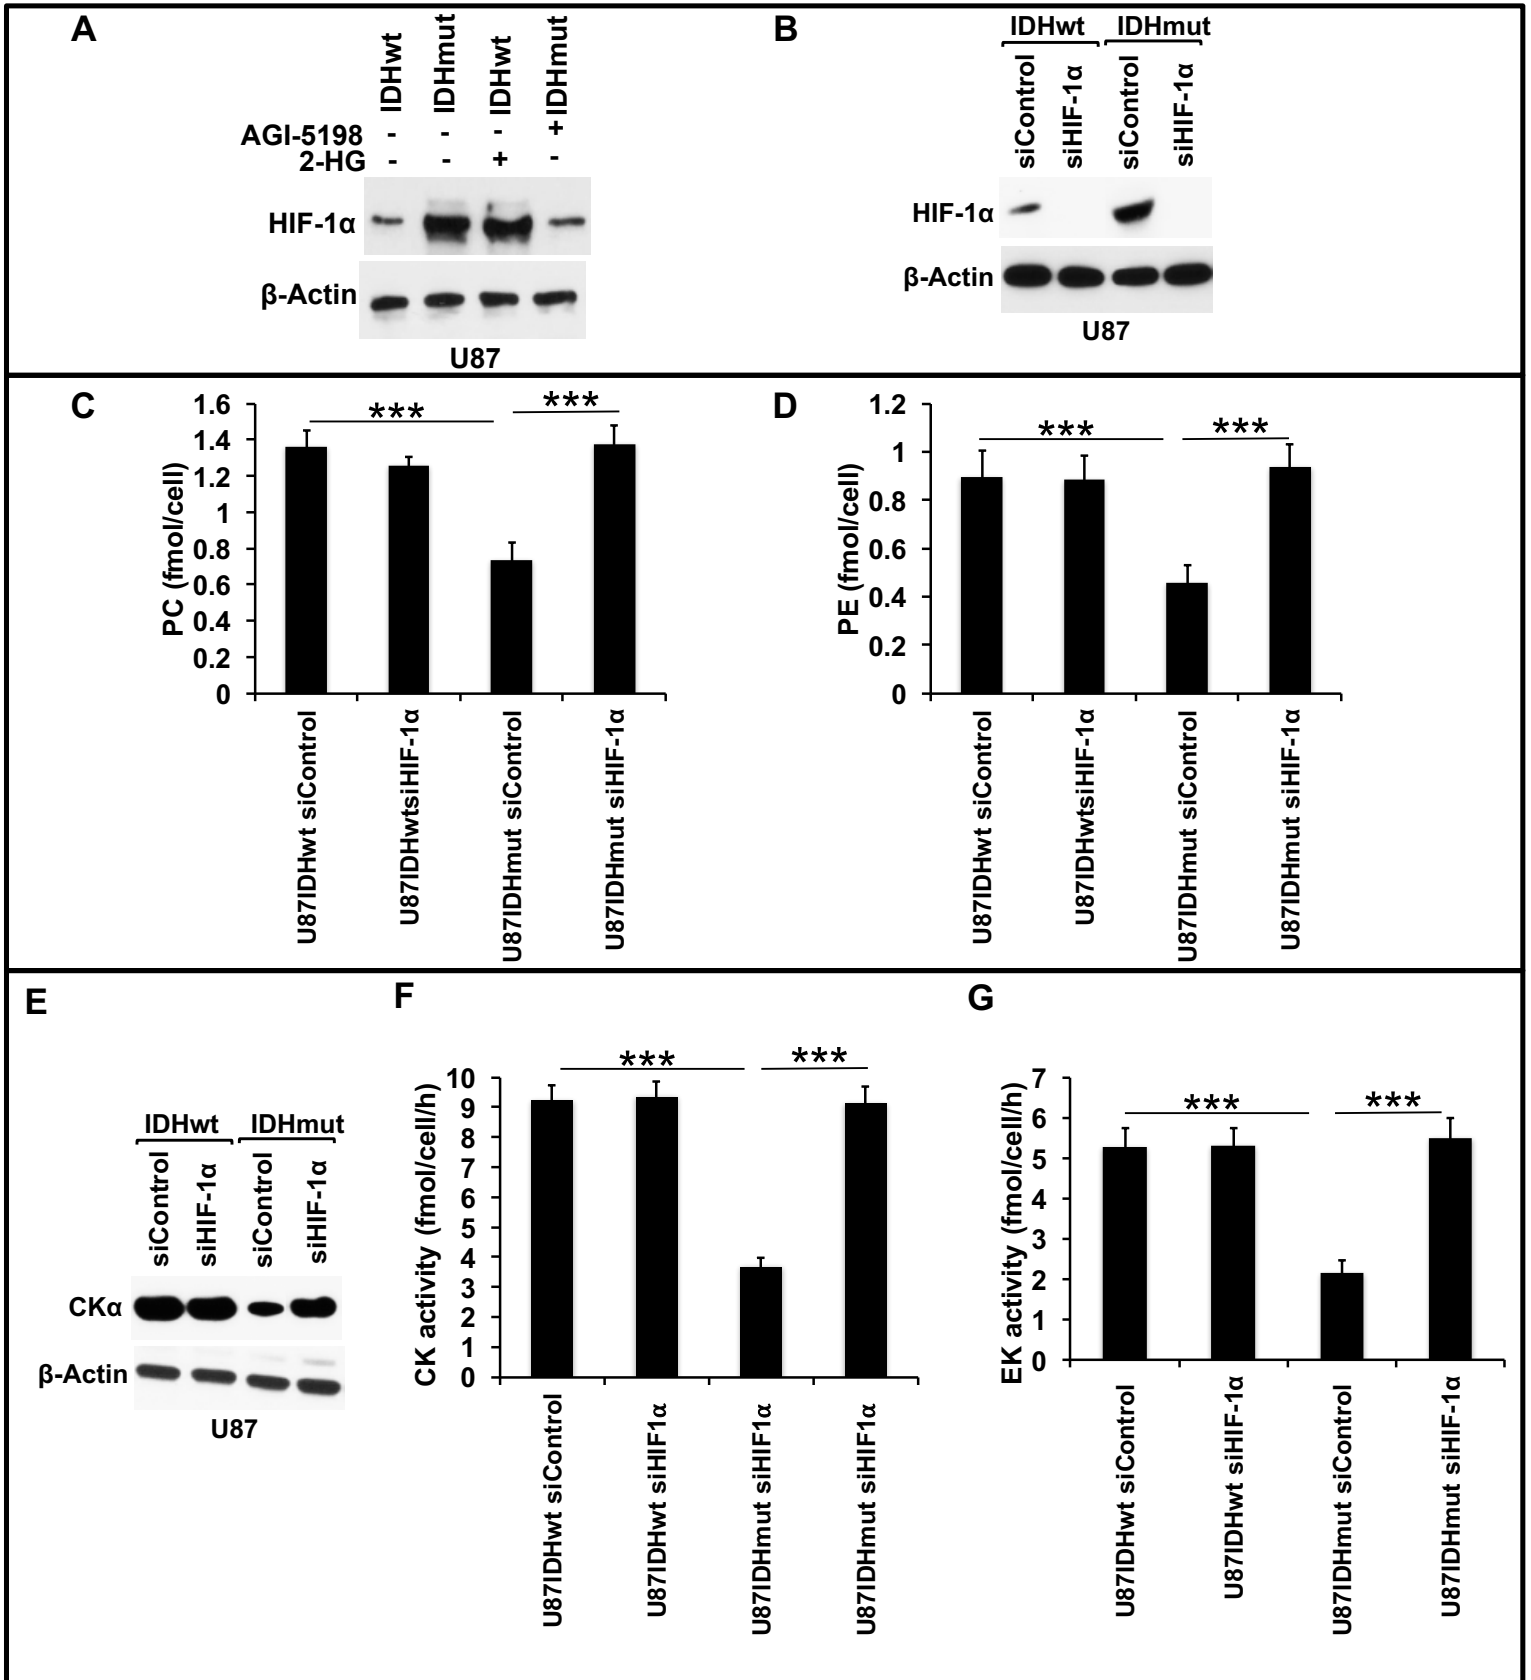 A
IDHwt
IDHmut
IDHwt
IDHmut
AGI-5198 - - - +
2-HG - - + -
HIF-1α
β-Actin
U87
B
IDHwt IDHmut
siControl
siHIF-1α
siControl
siHIF-1α
HIF-1α
β-Actin
U87
C
PC (fmol/cell)
1.6
1.4
1.2
1
0.8
0.6
0.4
0.2
0
*** ***
U87IDHwt siControl
U87IDHwtsiHIF-1α
U87IDHmut siControl
U87IDHmut siHIF-1α
D
PE (fmol/cell)
1.2
1
0.8
0.6
0.4
0.2
0
*** ***
U87IDHwt siControl
U87IDHwtsiHIF-1α
U87IDHmut siControl
U87IDHmut siHIF-1α
E
IDHwt IDHmut
siControl
siHIF-1α
siControl
siHIF-1α
CKα
β-Actin
U87
F
CK activity (fmol/cell/h)
10
9
8
7
6
5
4
3
2
1
0
*** ***
U87IDHwt siControl
U87IDHwt siHIF1α
U87IDHmut siHIF1α
U87IDHmut siHIF1α
G
EK activity (fmol/cell/h)
7
6
5
4
3
2
1
0
*** ***
U87IDHwt siControl
U87IDHwt siHIF-1α
U87IDHmut siControl
U87IDHmut siHIF-1α